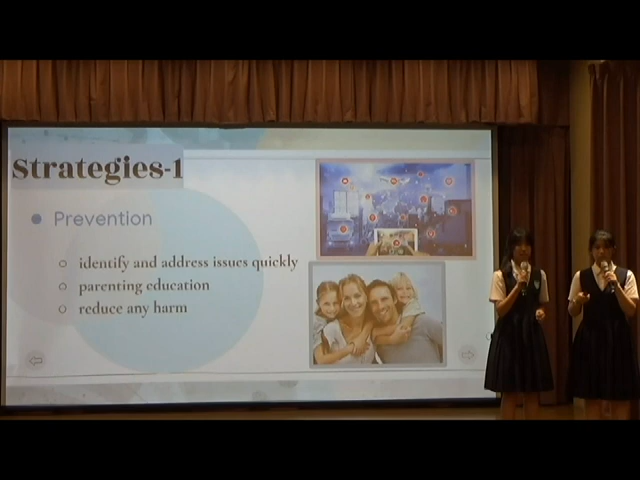 Strategies-1
Prevention
identify and address issues quickly
parenting education
reduce any harm